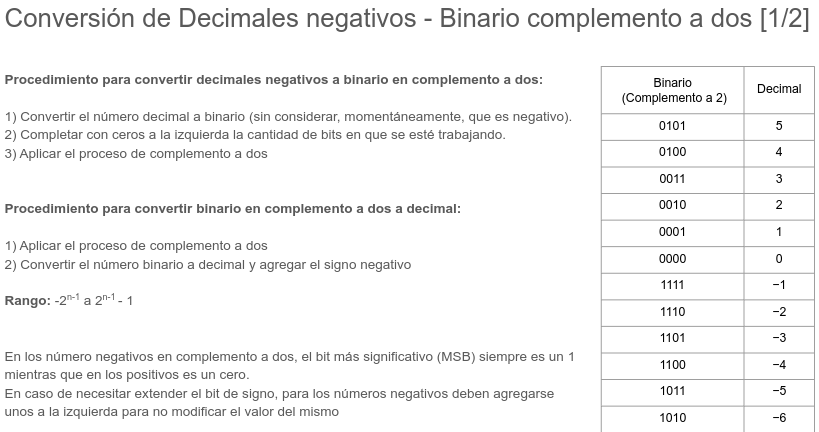 Conversión de Decimales negativos - Binario complemento a dos [1/2]
Procedimiento para convertir decimales negativos a binario en complemento a dos:
1) Convertir el número decimal a binario (sin considerar, momentáneamente, que es negativo).
2) Completar con ceros a la izquierda la cantidad de bits en que se esté trabajando.
3) Aplicar el proceso de complemento a dos
Procedimiento para convertir binario en complemento a dos a decimal:
1) Aplicar el proceso de complemento a dos
2) Convertir el número binario a decimal y agregar el signo negativo
Rango: -2^n-1 a 2^n-1 - 1
En los número negativos en complemento a dos, el bit más significativo (MSB) siempre es un 1
mientras que en los positivos es un cero.
En caso de necesitar extender el bit de signo, para los números negativos deben agregarse
unos a la izquierda para no modificar el valor del mismo
Binario
(Complemento a 2) Decimal
0101 5
0100 4
0011 3
0010 2
0001 1
0000 0
1111 −1
1110 −2
1101 −3
1100 −4
1011 −5
1010 −6